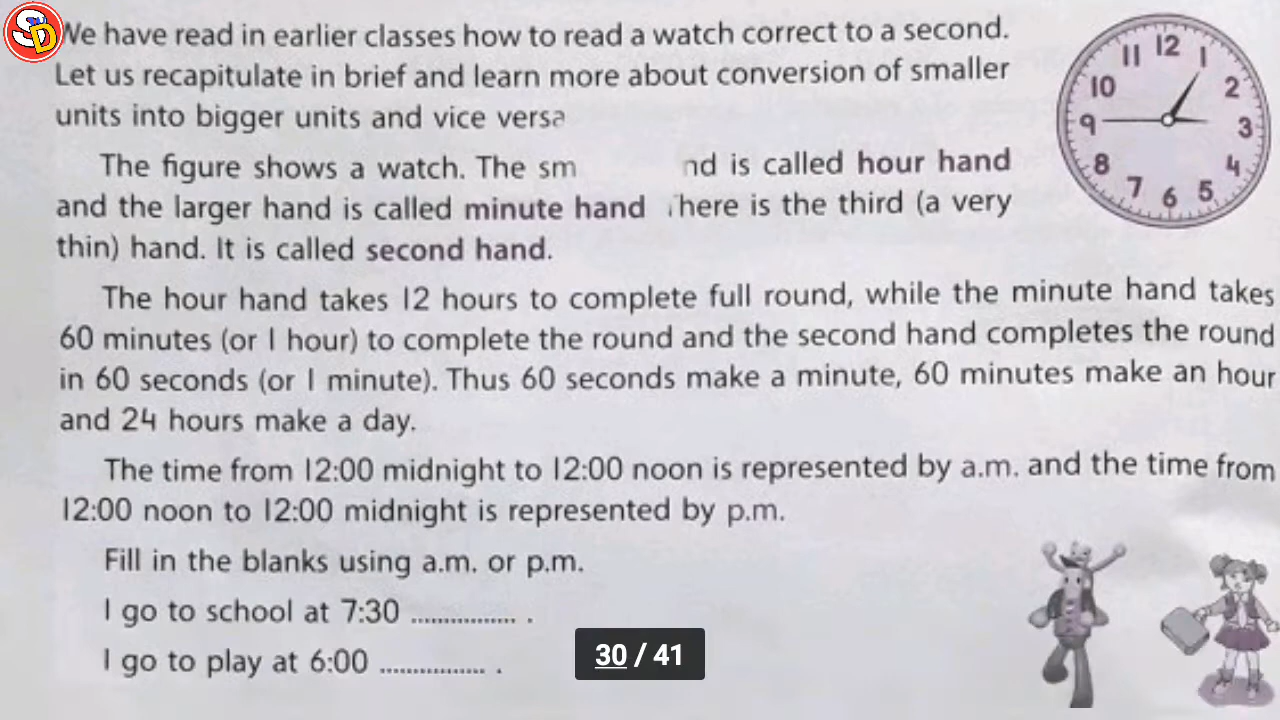 SD
We have read in earlier classes how to read a watch correct to a second.
Let us recapitulate in brief and learn more about conversion of smaller
units into bigger units and vice versa
The figure shows a watch. The sm nd is called hour hand
and the larger hand is called minute hand There is the third (a very
thin) hand. It is called second hand.
The hour hand takes 12 hours to complete full round, while the minute hand takes
60 minutes (or 1 hour) to complete the round and the second hand completes the round
in 60 seconds (or 1 minute). Thus 60 seconds make a minute, 60 minutes make an hour
and 24 hours make a day.
The time from 12:00 midnight to 12:00 noon is represented by a.m. and the time from
12:00 noon to 12:00 midnight is represented by p.m.
Fill in the blanks using a.m. or p.m.
I go to school at 7:30 ................ .
I go to play at 6:00 ................ .
30 / 41
12
1
2
3
4
5
6
7
8
9
10
11